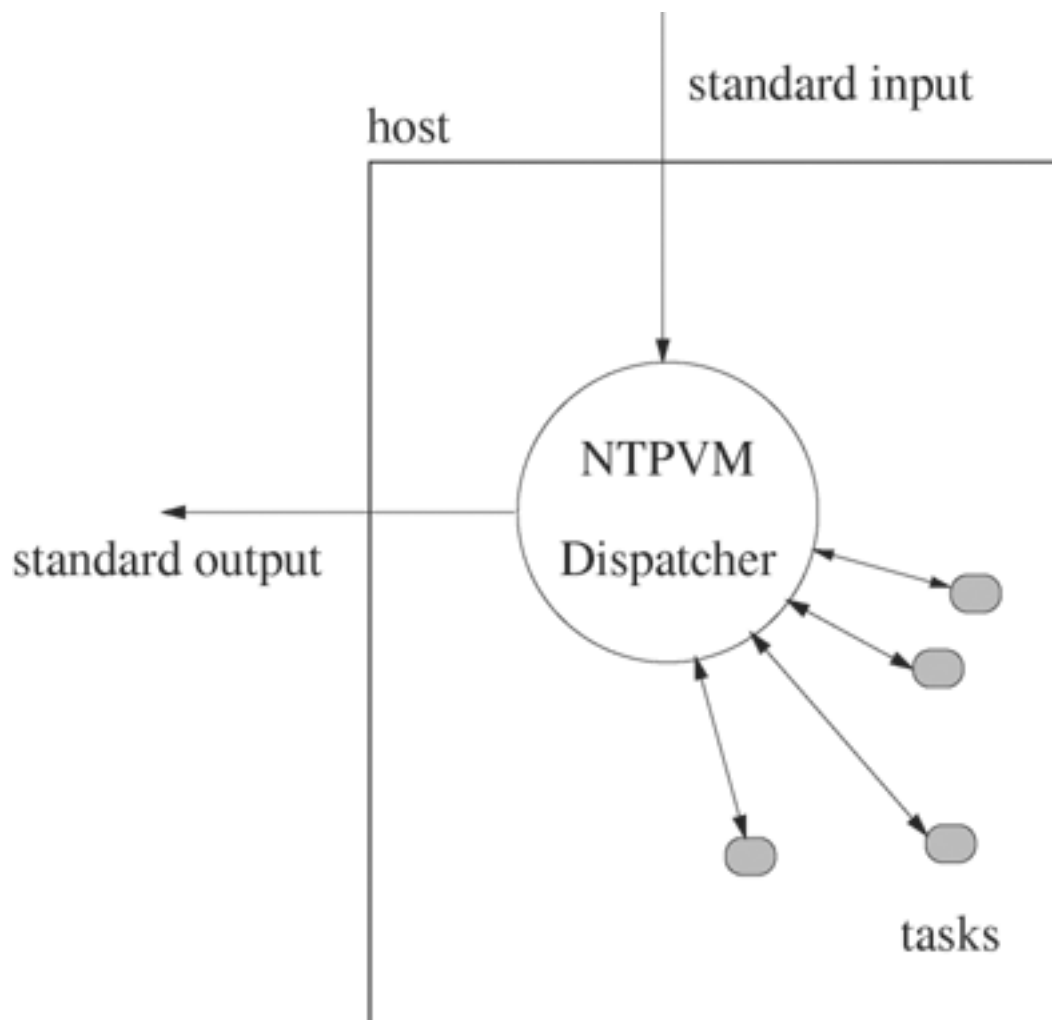 standard input
host
NTPVM
Dispatcher
standard output
tasks